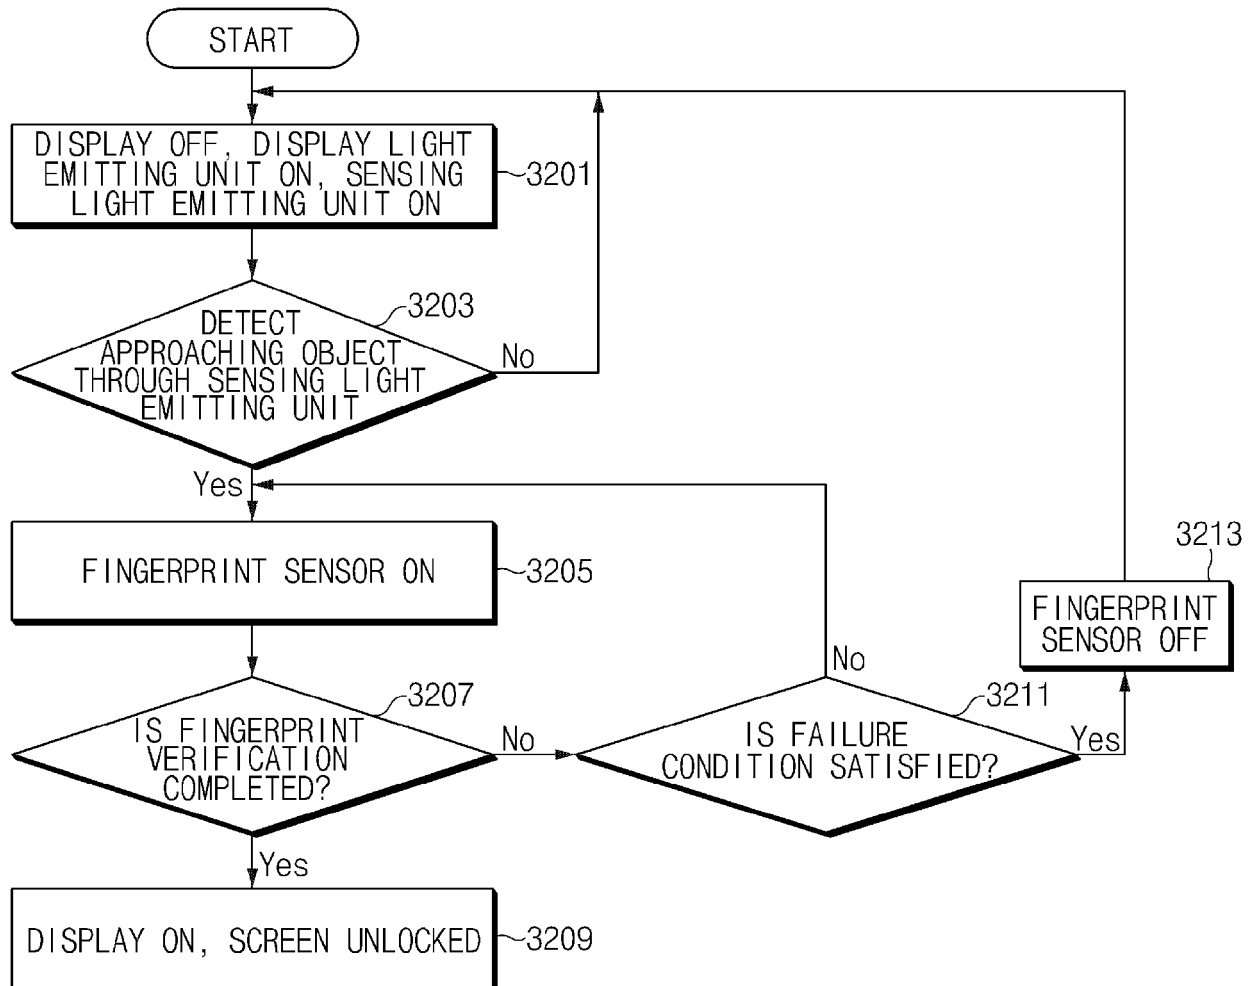 START
DISPLAY OFF, DISPLAY LIGHT
EMITTING UNIT ON, SENSING
LIGHT EMITTING UNIT ON
3201
3203
DETECT
APPROACHING OBJECT
THROUGH SENSING LIGHT
EMITTING UNIT
No
Yes
FINGERPRINT SENSOR ON
3205
3213
FINGERPRINT
SENSOR OFF
3207
IS FINGERPRINT
VERIFICATION
COMPLETED?
No
No
3211
IS FAILURE
CONDITION SATISFIED?
Yes
Yes
DISPLAY ON, SCREEN UNLOCKED
3209